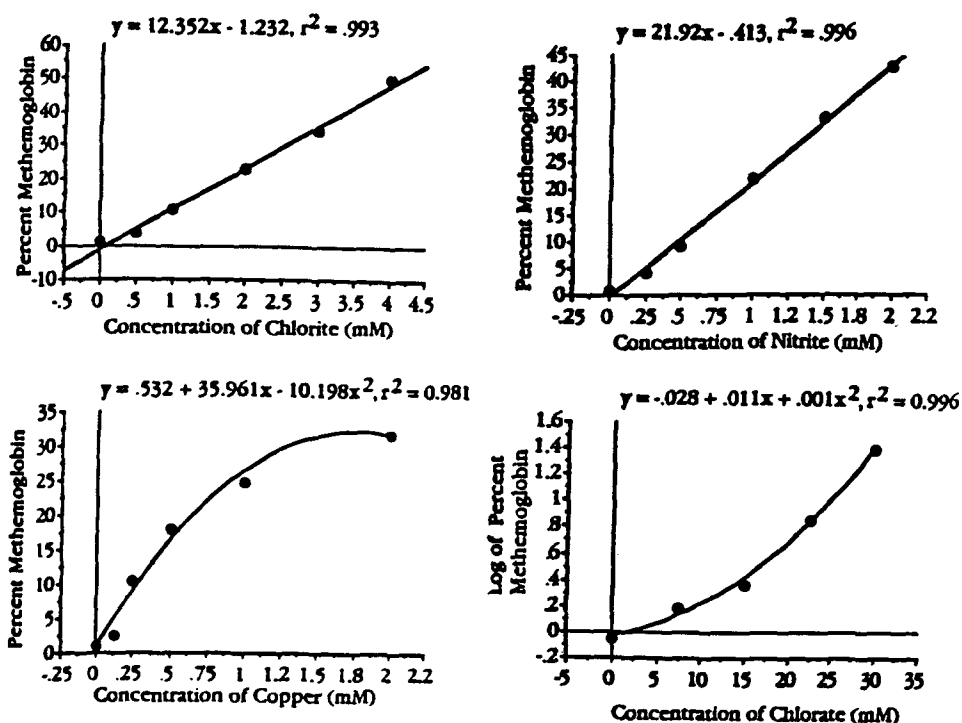 y = 12.352x - 1.232, r² = .993
60
50
40
30
20
10
0
-10
Percent Methemoglobin
-.5 0 .5 1 1.5 2 2.5 3 3.5 4 4.5
Concentration of Chlorite (mM)
y = 21.92x - .413, r² = .996
45
40
35
30
25
20
15
10
5
0
Percent Methemoglobin
-.25 0 .25 .5 .75 1 1.2 1.5 1.8 2 2.2
Concentration of Nitrite (mM)
y = .532 + 35.961x - 10.198x², r² = 0.981
35
30
25
20
15
10
5
0
Percent Methemoglobin
-.25 0 .25 .5 .75 1 1.2 1.5 1.8 2 2.2
Concentration of Copper (mM)
y = -.028 + .011x + .001x², r² = 0.996
1.6
1.4
1.2
1
.8
.6
.4
.2
0
-.2
Log of Percent
Methemoglobin
-5 0 5 10 15 20 25 30 35
Concentration of Chlorate (mM)